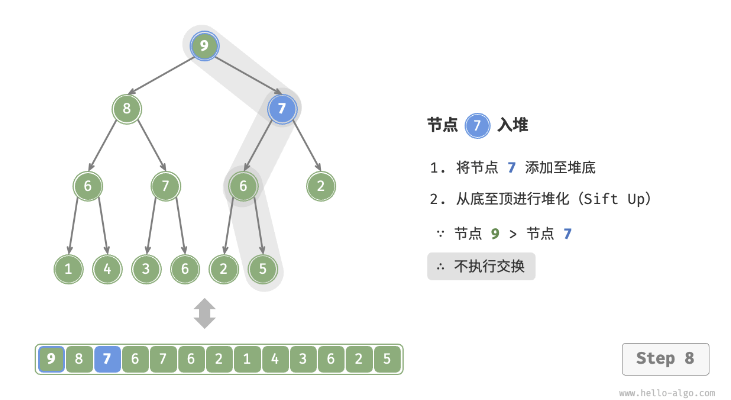 9
8 7
6 7 6 2
1 4 3 6 2 5
9 8 7 6 7 6 2 1 4 3 6 2 5
节点 7 入堆
1. 将节点 7 添加至堆底
2. 从底至顶进行堆化（Sift Up）
∵ 节点 9 > 节点 7
∴ 不执行交换
Step 8
www.hello-algo.com